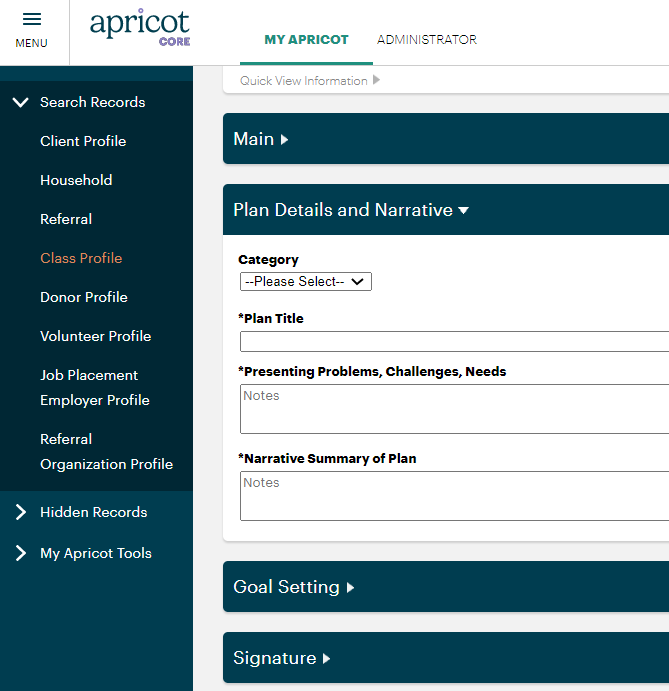 MENU
apricot
CORE
MY APRICOT
ADMINISTRATOR
Search Records
Client Profile
Household
Referral
Class Profile
Donor Profile
Volunteer Profile
Job Placement
Employer Profile
Referral
Organization Profile
Hidden Records
My Apricot Tools
Quick View Information
Main
Plan Details and Narrative
Category
--Please Select--
*Plan Title
*Presenting Problems, Challenges, Needs
Notes
*Narrative Summary of Plan
Notes
Goal Setting
Signature